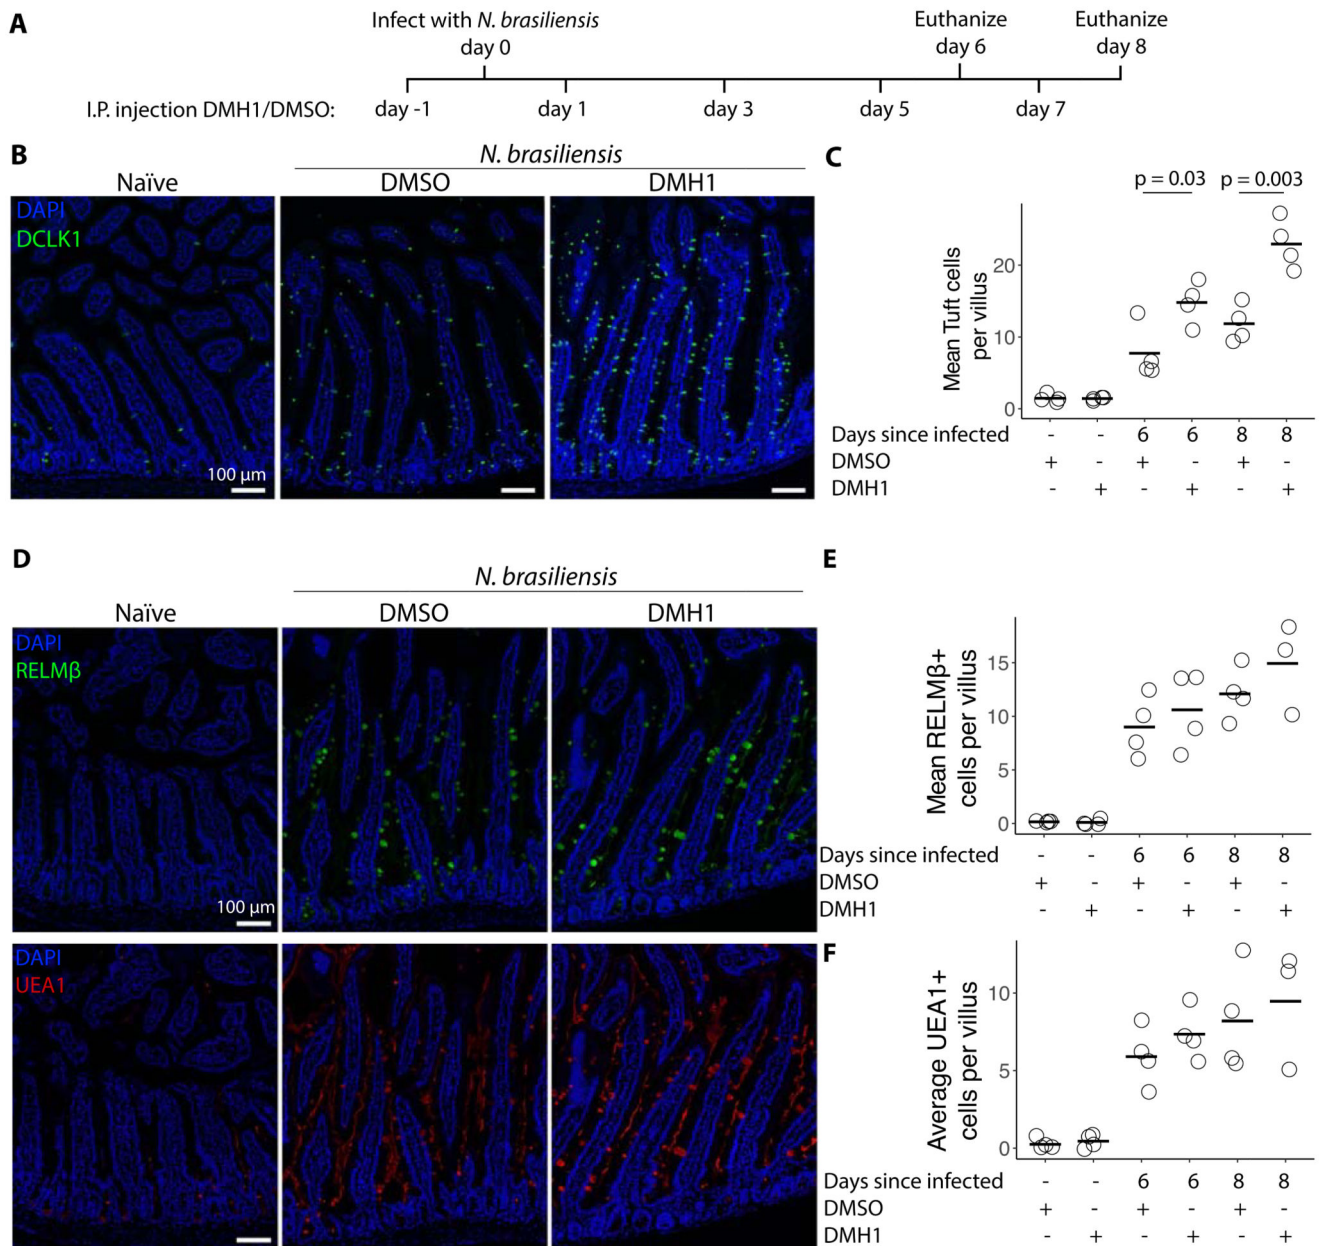 A
Infect with N. brasiliensis
day 0
Euthanize
day 6
Euthanize
day 8
I.P. injection DMH1/DMSO:
day -1
day 1
day 3
day 5
day 7
B
N. brasiliensis
Naïve
DMSO
DMH1
DAPI
DCLK1
100 µm
C
p = 0.03
p = 0.003
Mean Tuft cells
per villus
20
10
0
Days since infected - - 6 6 8 8
DMSO + - + - + -
DMH1 - + - + - +
D
N. brasiliensis
Naïve
DMSO
DMH1
DAPI
RELMβ
100 µm
DAPI
UEA1
E
Mean RELMβ+
cells per villus
15
10
5
0
Days since infected - - 6 6 8 8
DMSO + - + - + -
DMH1 - + - + - +
F
Average UEA1+
cells per villus
10
5
0
Days since infected - - 6 6 8 8
DMSO + - + - + -
DMH1 - + - + - +